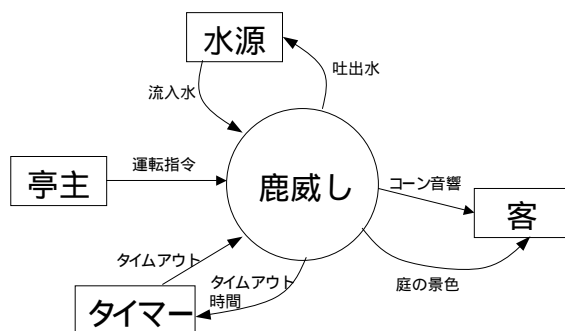 水源
吐出水
流入水
運転指令
亭主
鹿威し
コーン音響
客
タイムアウト
タイムアウト
時間
庭の景色
タイマー